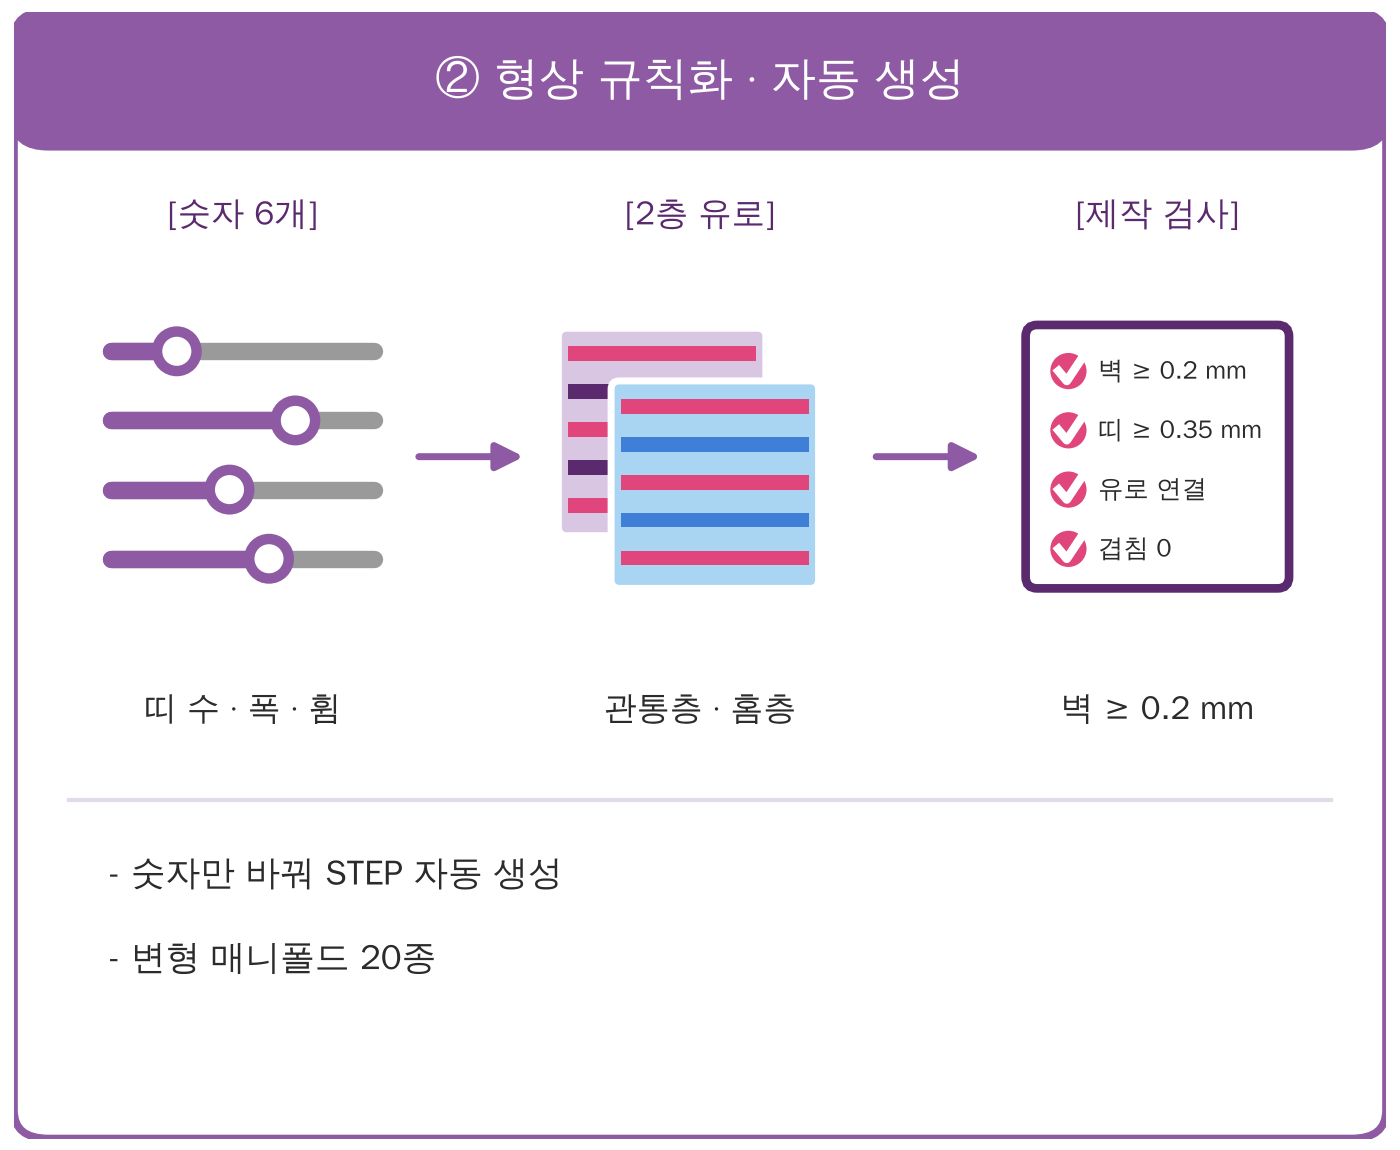 ② 형상 규칙화 · 자동 생성
[숫자 6개]
[2층 유로]
[제작 검사]
벽 ≥ 0.2 mm
띠 ≥ 0.35 mm
유로 연결
겹침 0
띠 수 · 폭 · 휨
관통층 · 홈층
벽 ≥ 0.2 mm
- 숫자만 바꿔 STEP 자동 생성
- 변형 매니폴드 20종